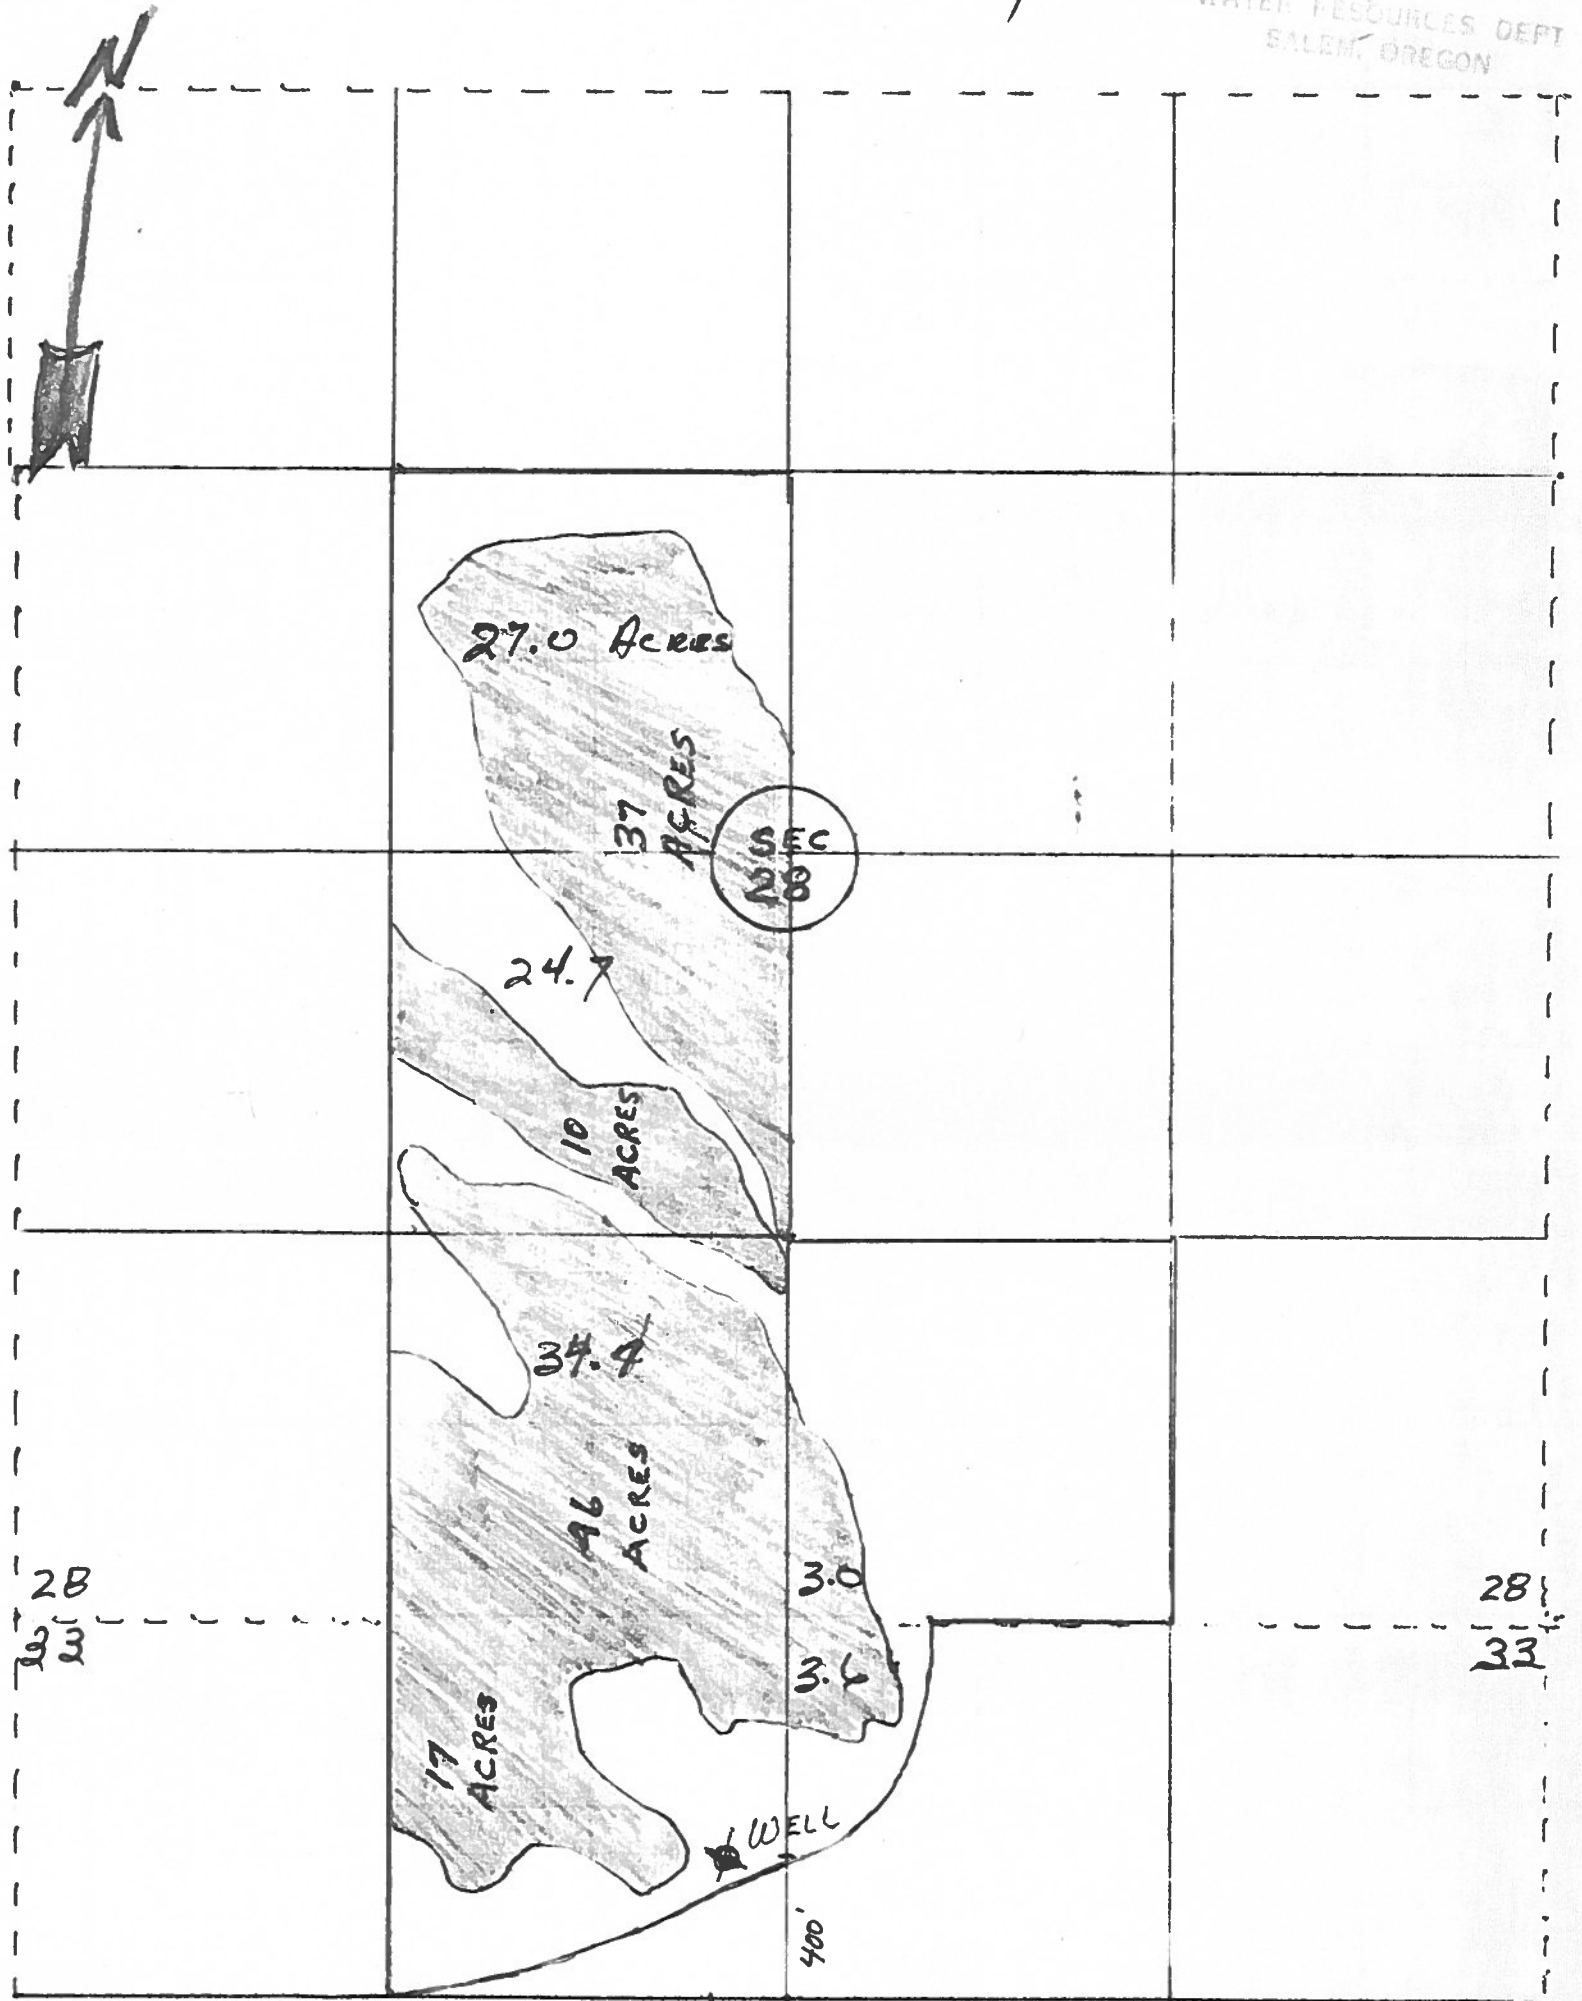 WATER RESOURCES DEPT
SALEM, OREGON
N
27.0 ACRES
37
ACRES
SEC
28
24.7
10
ACRES
34.4
46
ACRES
3.0
28
28
33
33
3.6
17
ACRES
WELL
400'